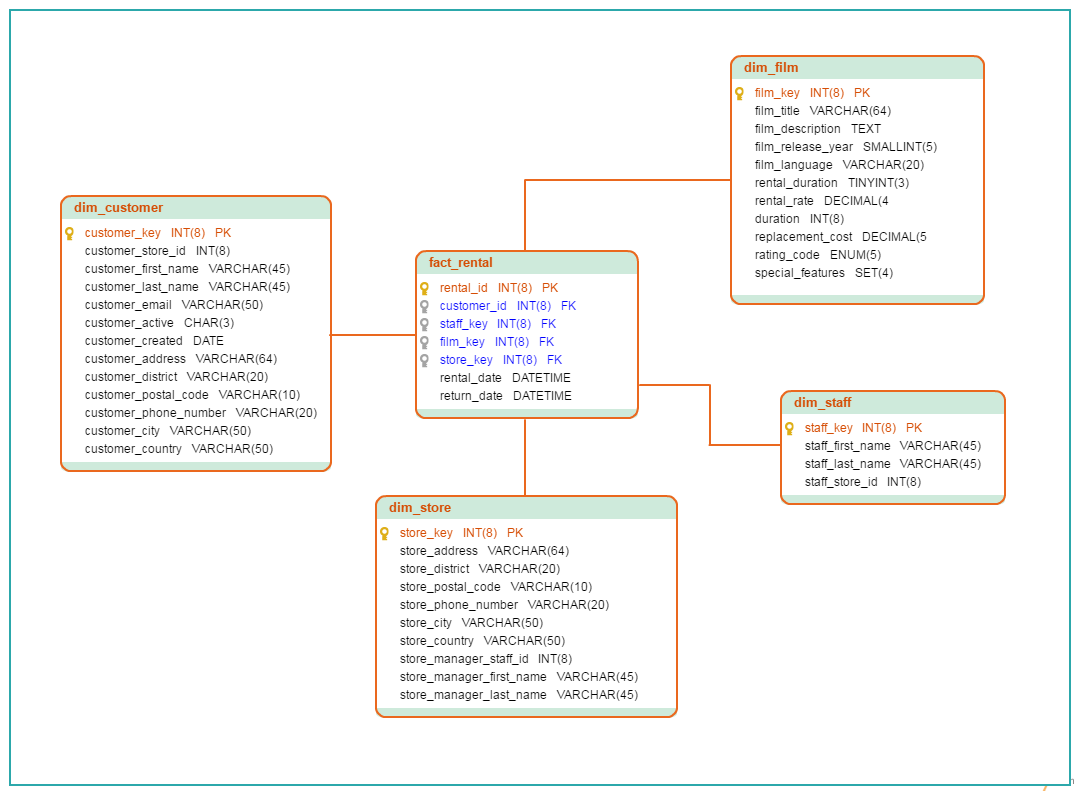 dim_film
film_key INT(8) PK
film_title VARCHAR(64)
film_description TEXT
film_release_year SMALLINT(5)
film_language VARCHAR(20)
rental_duration TINYINT(3)
rental_rate DECIMAL(4
duration INT(8)
replacement_cost DECIMAL(5
rating_code ENUM(5)
special_features SET(4)
dim_customer
customer_key INT(8) PK
customer_store_id INT(8)
customer_first_name VARCHAR(45)
customer_last_name VARCHAR(45)
customer_email VARCHAR(50)
customer_active CHAR(3)
customer_created DATE
customer_address VARCHAR(64)
customer_district VARCHAR(20)
customer_postal_code VARCHAR(10)
customer_phone_number VARCHAR(20)
customer_city VARCHAR(50)
customer_country VARCHAR(50)
fact_rental
rental_id INT(8) PK
customer_id INT(8) FK
staff_key INT(8) FK
film_key INT(8) FK
store_key INT(8) FK
rental_date DATETIME
return_date DATETIME
dim_staff
staff_key INT(8) PK
staff_first_name VARCHAR(45)
staff_last_name VARCHAR(45)
staff_store_id INT(8)
dim_store
store_key INT(8) PK
store_address VARCHAR(64)
store_district VARCHAR(20)
store_postal_code VARCHAR(10)
store_phone_number VARCHAR(20)
store_city VARCHAR(50)
store_country VARCHAR(50)
store_manager_staff_id INT(8)
store_manager_first_name VARCHAR(45)
store_manager_last_name VARCHAR(45)